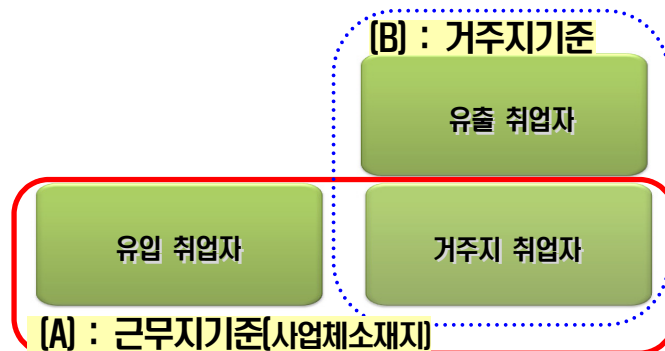 (B) : 거주지기준
유출 취업자
유입 취업자
거주지 취업자
(A) : 근무지기준(사업체소재지)